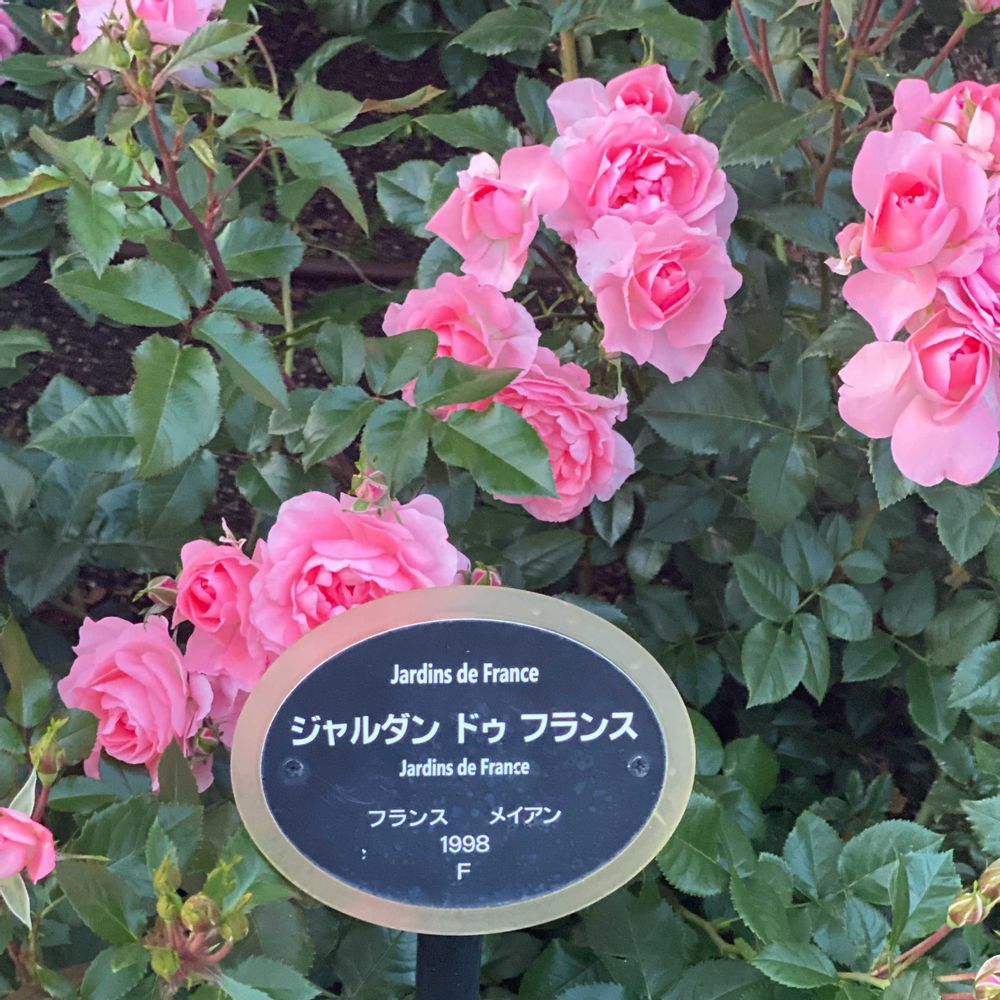 Jardins de France
ジャルダン ドゥ フランス
Jardins de France
フランス メイアン
1998
F